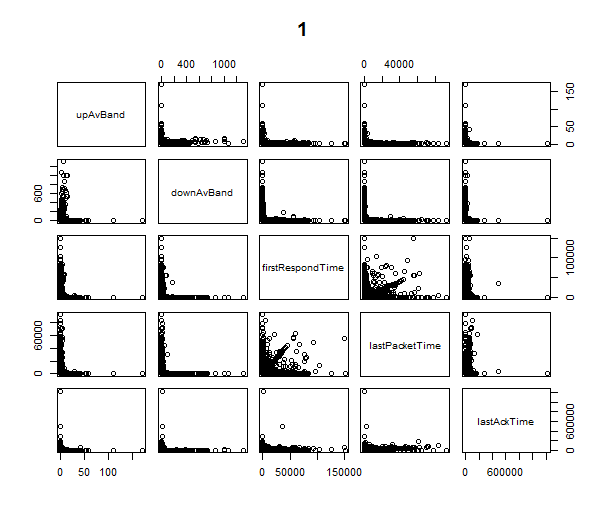 1
0 400 1000
0 40000
upAvBand
0 50 150
downAvBand
0 600
firstRespondTime
0 100000
lastPacketTime
0 60000
lastAckTime
0 600000
0 50 100
0 50000 150000
0 600000